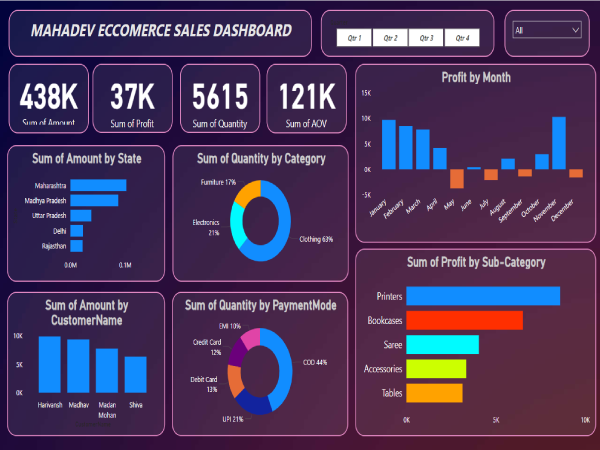 MAHADEV ECCOMERCE SALES DASHBOARD
Qtr 1
Qtr 2
Qtr 3
Qtr 4
All
438K
Sum of Amount
37K
Sum of Profit
5615
Sum of Quantity
121K
Sum of AOV
Profit by Month
15K
10K
5K
0K
-5K
January
February
March
April
May
June
July
August
September
October
November
December
Sum of Amount by State
Maharashtra
Madhya Pradesh
Uttar Pradesh
Delhi
Rajasthan
0.0M
0.1M
Sum of Quantity by Category
Furniture 17%
Electronics
21%
Clothing 63%
Sum of Profit by Sub-Category
Printers
Bookcases
Saree
Accessories
Tables
0K
5K
10K
Sum of Amount by
CustomerName
10K
5K
0K
Harivansh
Madhav
Madan
Mohan
Shiva
Sum of Quantity by PaymentMode
EMI 10%
Credit Card
12%
Debit Card
13%
UPI 21%
COD 44%